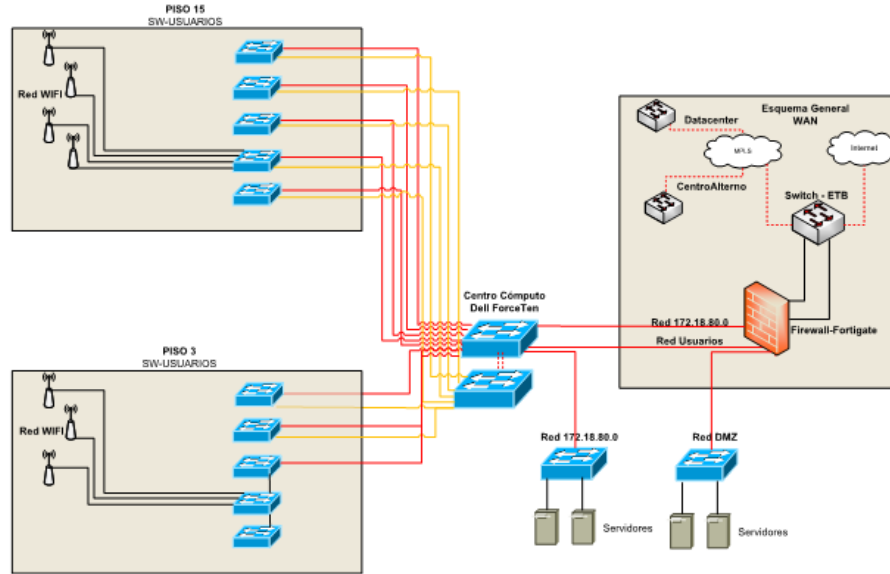 PISO 15
SW-USUARIOS
Red WIFI
Esquema General
WAN
Datacenter
MPLS
Internet
CentroAlterno
Switch - ETB
Centro Cómputo
Dell ForceTen
Red 172.18.80.0
Firewall-Fortigate
Red Usuarios
PISO 3
SW-USUARIOS
Red WIFI
Red 172.18.80.0
Red DMZ
Servidores
Servidores